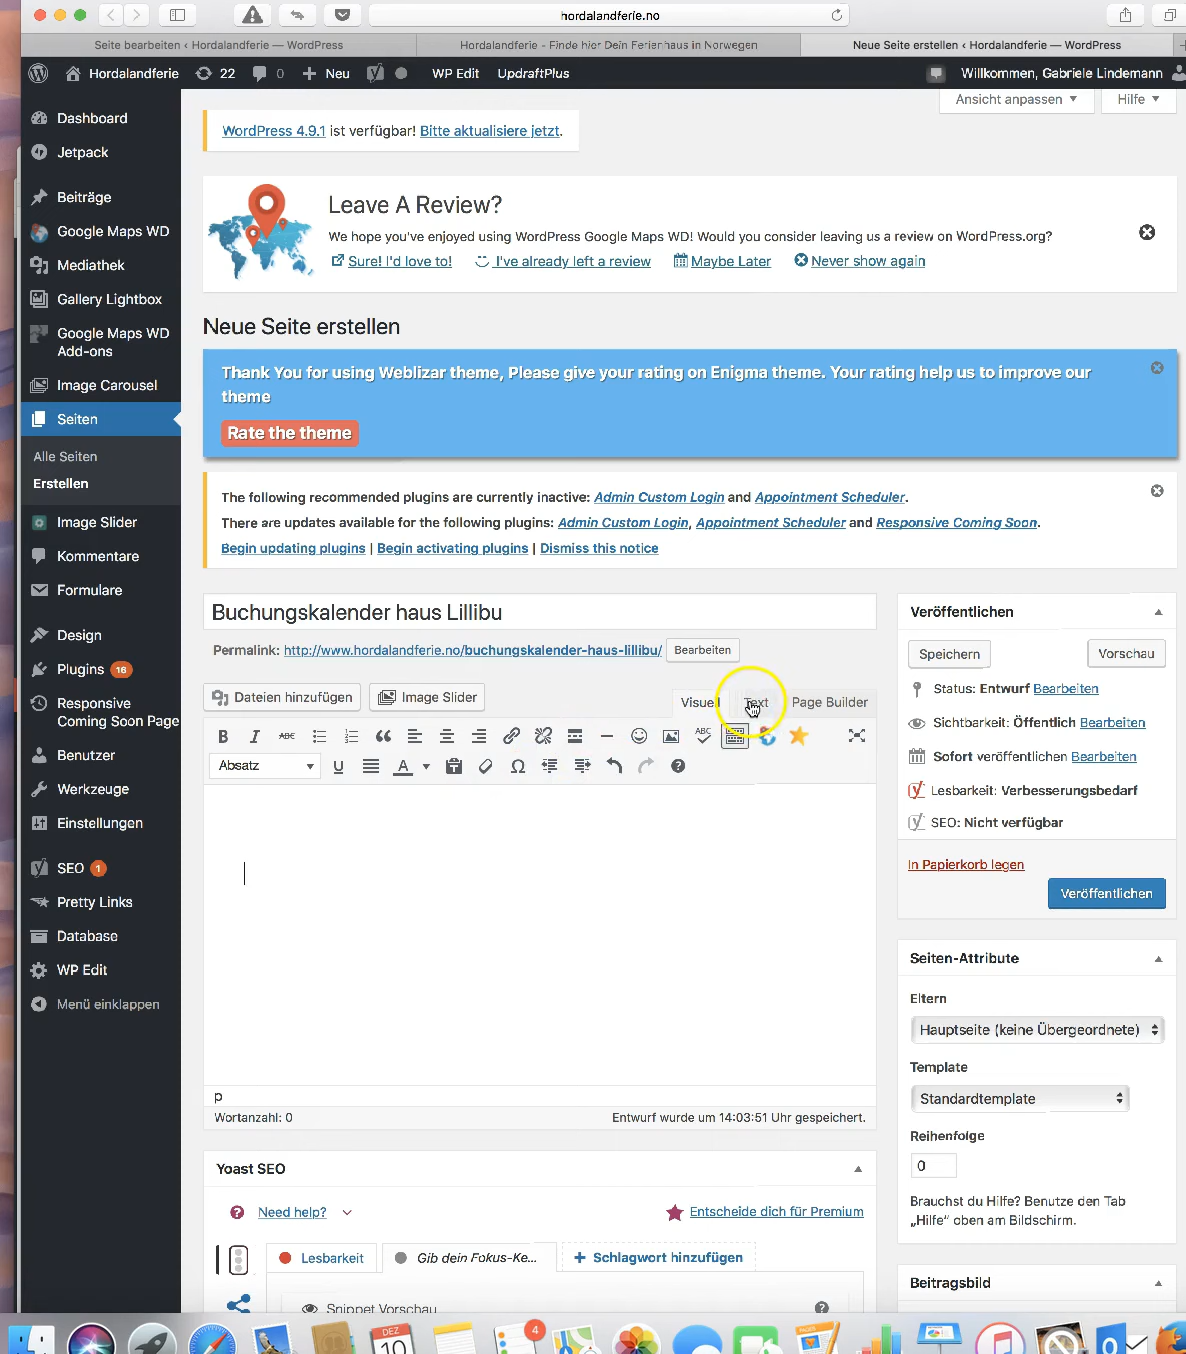 hordalandferie.no
Seite bearbeiten ‹ Hordalandferie — WordPress
Hordalandferie - Finde hier Dein Ferienhaus in Norwegen
Neue Seite erstellen ‹ Hordalandferie — WordPress
Hordalandferie
22
0
Neu
WP Edit
UpdraftPlus
Willkommen, Gabriele Lindemann
Ansicht anpassen
Hilfe
Dashboard
Jetpack
Beiträge
Google Maps WD
Mediathek
Gallery Lightbox
Google Maps WD
Add-ons
Image Carousel
Seiten
Alle Seiten
Erstellen
Image Slider
Kommentare
Formulare
Design
Plugins 16
Responsive
Coming Soon Page
Benutzer
Werkzeuge
Einstellungen
SEO 1
Pretty Links
Database
WP Edit
Menü einklappen
WordPress 4.9.1 ist verfügbar! Bitte aktualisiere jetzt.
Leave A Review?
We hope you've enjoyed using WordPress Google Maps WD! Would you consider leaving us a review on WordPress.org?
Sure! I'd love to!
I've already left a review
Maybe Later
Never show again
Neue Seite erstellen
Thank You for using Weblizar theme, Please give your rating on Enigma theme. Your rating help us to improve our
theme
Rate the theme
The following recommended plugins are currently inactive: Admin Custom Login and Appointment Scheduler.
There are updates available for the following plugins: Admin Custom Login, Appointment Scheduler and Responsive Coming Soon.
Begin updating plugins | Begin activating plugins | Dismiss this notice
Buchungskalender haus Lillibu
Permalink: http://www.hordalandferie.no/buchungskalender-haus-lillibu/
Bearbeiten
Dateien hinzufügen
Image Slider
Visuell
Text
Page Builder
B
I
ABC
ABC
Absatz
U
A
Ω
p
Wortanzahl: 0
Entwurf wurde um 14:03:51 Uhr gespeichert.
Yoast SEO
Need help?
Entscheide dich für Premium
Lesbarkeit
Gib dein Fokus-Ke...
+ Schlagwort hinzufügen
Snippet Vorschau
Veröffentlichen
Speichern
Vorschau
Status: Entwurf Bearbeiten
Sichtbarkeit: Öffentlich Bearbeiten
Sofort veröffentlichen Bearbeiten
Lesbarkeit: Verbesserungsbedarf
SEO: Nicht verfügbar
In Papierkorb legen
Veröffentlichen
Seiten-Attribute
Eltern
Hauptseite (keine Übergeordnete)
Template
Standardtemplate
Reihenfolge
0
Brauchst du Hilfe? Benutze den Tab
„Hilfe“ oben am Bildschirm.
Beitragsbild
DEZ
10
4